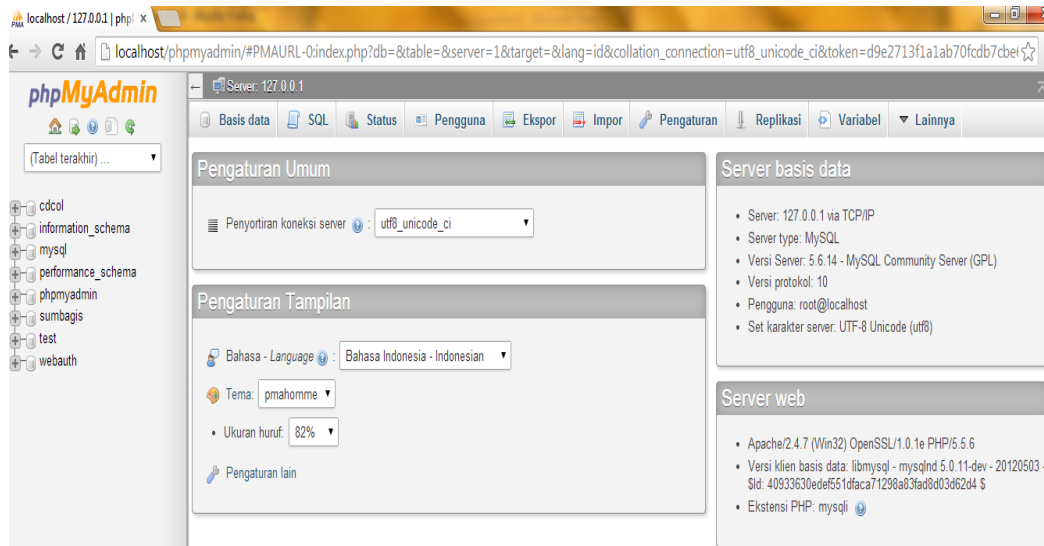 localhost / 127.0.0.1 | phpl x
localhost/phpmyadmin/#PMAURL-0:index.php?db=&table=&server=1&target=&lang=id&collation_connection=utf8_unicode_ci&token=d9e2713f1a1ab70fcdb7cbe
phpMyAdmin
(Tabel terakhir) ...
cdcol
information_schema
mysql
performance_schema
phpmyadmin
sumbagis
test
webauth
Server: 127.0.0.1
Basis data SQL Status Pengguna Ekspor Impor Pengaturan Replikasi Variabel Lainnya
Pengaturan Umum
Penyortiran koneksi server : utf8_unicode_ci
Pengaturan Tampilan
Bahasa - Language : Bahasa Indonesia - Indonesian
Tema: pmahomme
• Ukuran huruf: 82%
Pengaturan lain
Server basis data
• Server: 127.0.0.1 via TCP/IP
• Server type: MySQL
• Versi Server: 5.6.14 - MySQL Community Server (GPL)
• Versi protokol: 10
• Pengguna: root@localhost
• Set karakter server: UTF-8 Unicode (utf8)
Server web
• Apache/2.4.7 (Win32) OpenSSL/1.0.1e PHP/5.5.6
• Versi klien basis data: libmysql - mysqlnd 5.0.11-dev - 20120503 -
$Id: 40933630edef551dfaca71298a83fad8d03d62d4 $
• Ekstensi PHP: mysqli